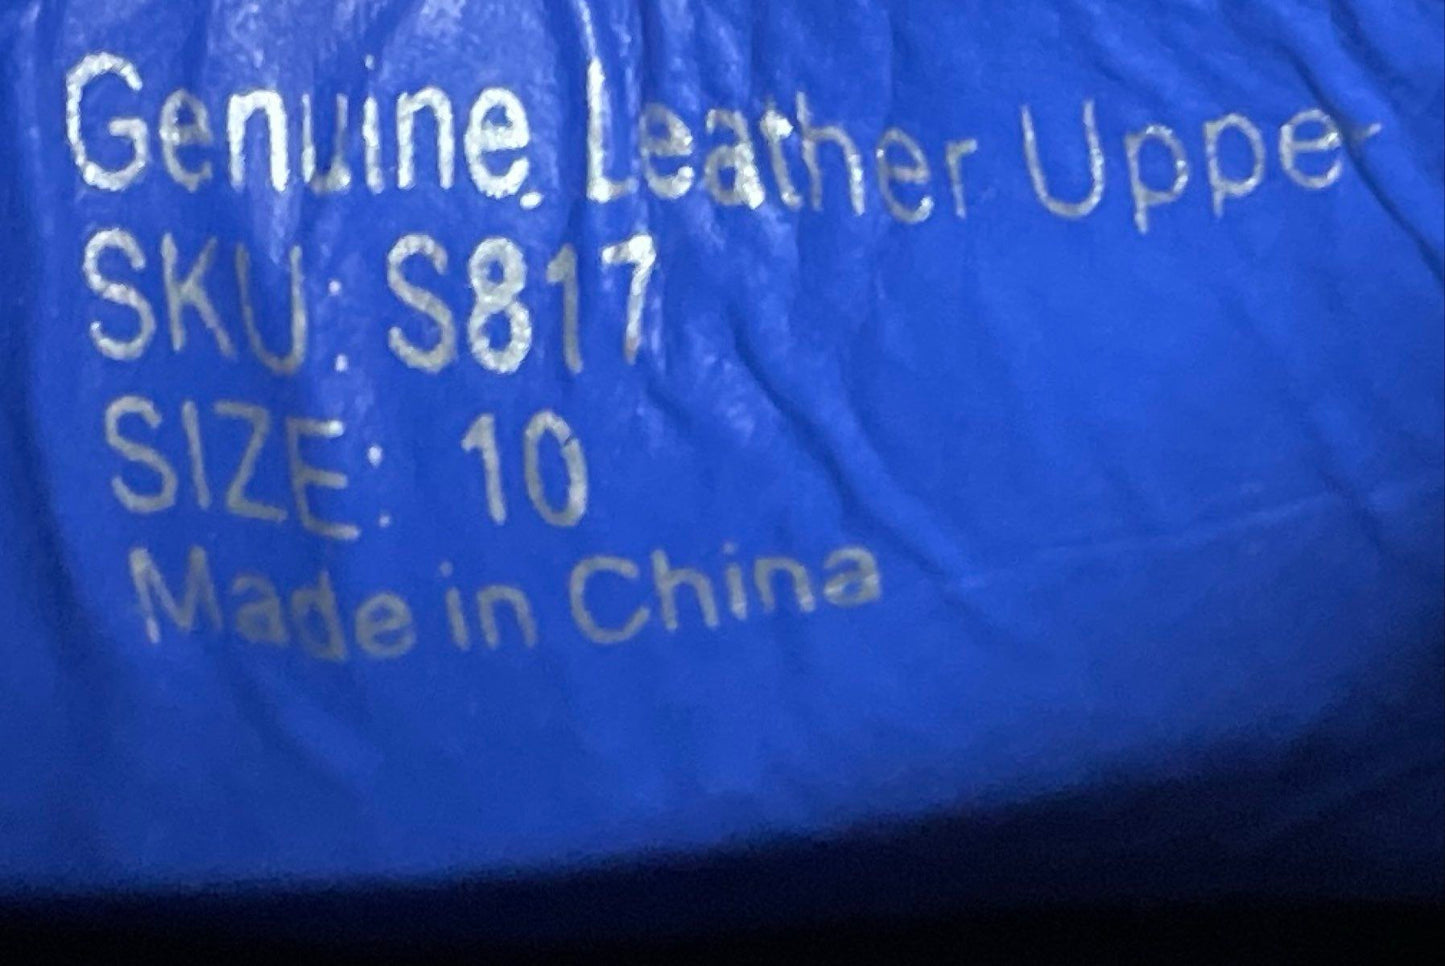 Genuine Leather Upper
SKU: S817
SIZE: 10
Made in China